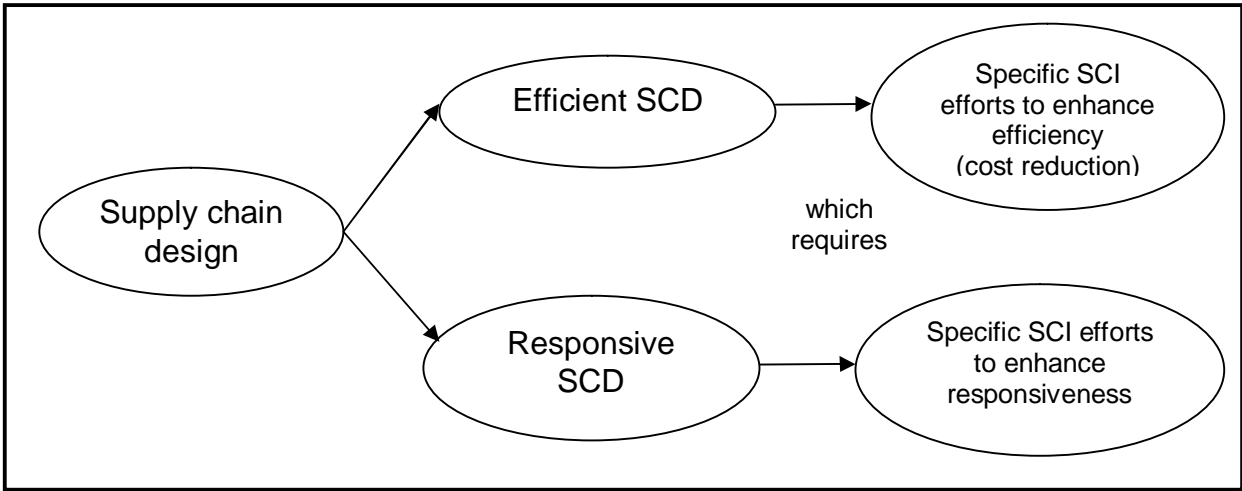 Supply chain
design
Efficient SCD
Specific SCI
efforts to enhance
efficiency
(cost reduction)
which
requires
Responsive
SCD
Specific SCI efforts
to enhance
responsiveness